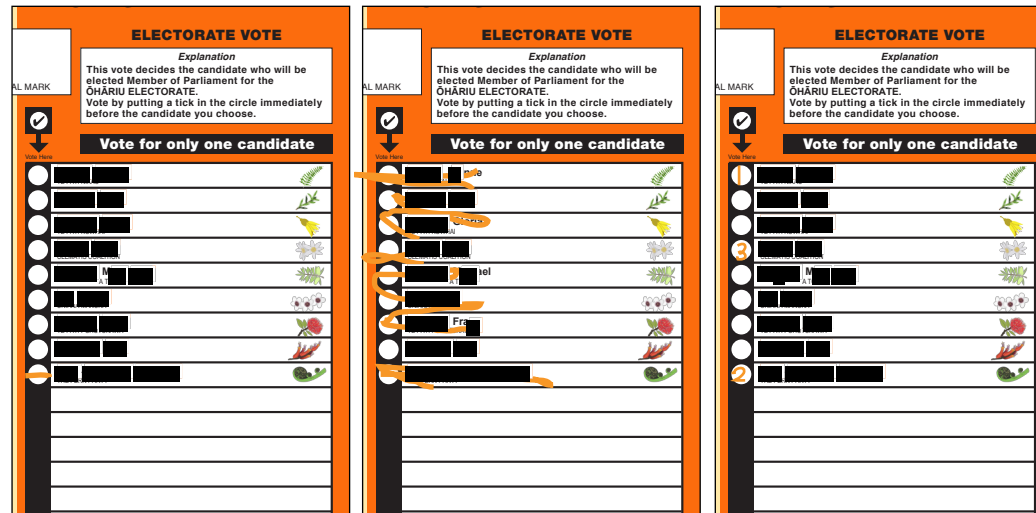 ELECTORATE VOTE
Explanation
This vote decides the candidate who will be
elected Member of Parliament for the
ŌHĀRIU ELECTORATE.
Vote by putting a tick in the circle immediately
before the candidate you choose.
AL MARK
Vote for only one candidate
Vote Here
ELECTORATE VOTE
Explanation
This vote decides the candidate who will be
elected Member of Parliament for the
ŌHĀRIU ELECTORATE.
Vote by putting a tick in the circle immediately
before the candidate you choose.
AL MARK
Vote for only one candidate
Vote Here
ELECTORATE VOTE
Explanation
This vote decides the candidate who will be
elected Member of Parliament for the
ŌHĀRIU ELECTORATE.
Vote by putting a tick in the circle immediately
before the candidate you choose.
AL MARK
Vote for only one candidate
Vote Here
1
3
2